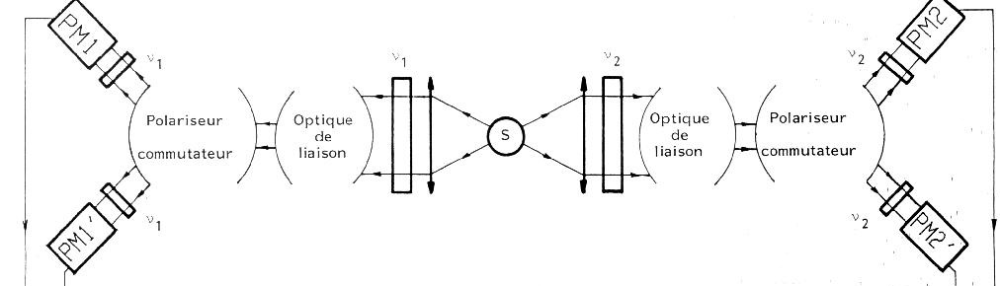 PM1
ν1
PM2
ν2
ν1
ν2
Polariseur
commutateur
Optique
de
liaison
S
Optique
de
liaison
Polariseur
commutateur
PM1'
ν1
PM2'
ν2